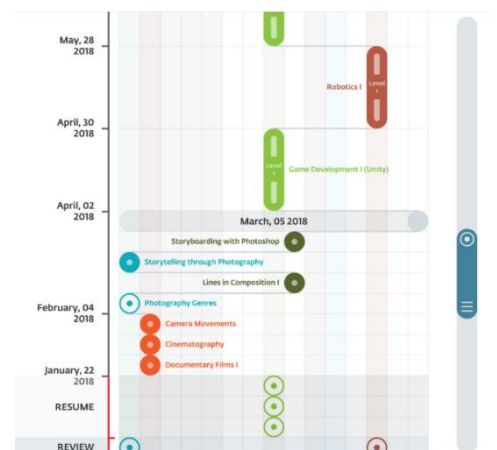 May, 28
2018
Robotics I
Level
I
April, 30
2018
Level
I
Game Development I (Unity)
April, 02
2018
March, 05 2018
Storyboarding with Photoshop
Storytelling through Photography
Lines in Composition I
Photography Genres
February, 04
2018
Camera Movements
Cinematography
Documentary Films I
January, 22
2018
RESUME
REVIEW